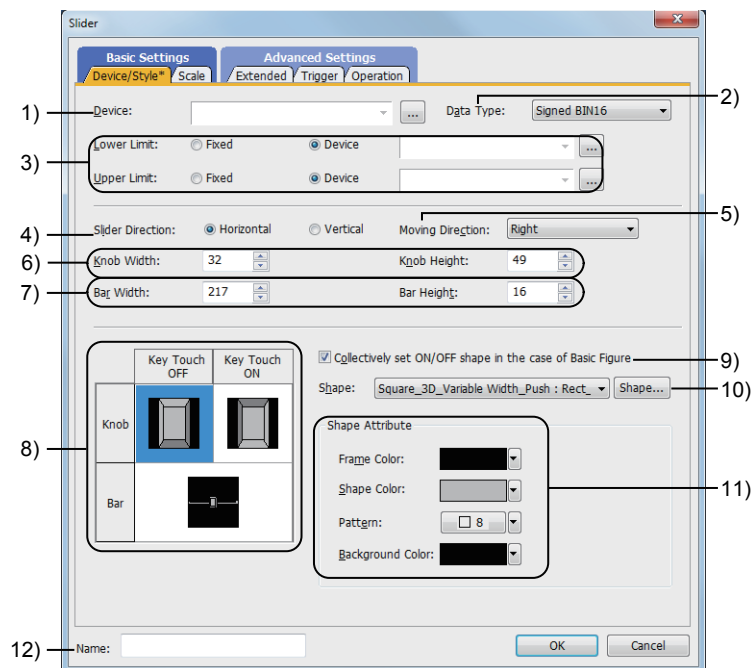 Slider
Basic Settings Advanced Settings
Device/Style* Scale Extended Trigger Operation
1) Device: ... Data Type: Signed BIN16 2)
3) Lower Limit: Fixed Device ...
Upper Limit: Fixed Device ...
4) Slider Direction: Horizontal Vertical Moving Direction: Right 5)
6) Knob Width: 32 Knob Height: 49
7) Bar Width: 217 Bar Height: 16
8) Key Touch OFF Key Touch ON
Knob
Bar
Collectively set ON/OFF shape in the case of Basic Figure 9)
Shape: Square_3D_Variable Width_Push : Rect_ Shape... 10)
Shape Attribute
Frame Color:
Shape Color: 11)
Pattern: 8
Background Color:
12) Name: OK Cancel